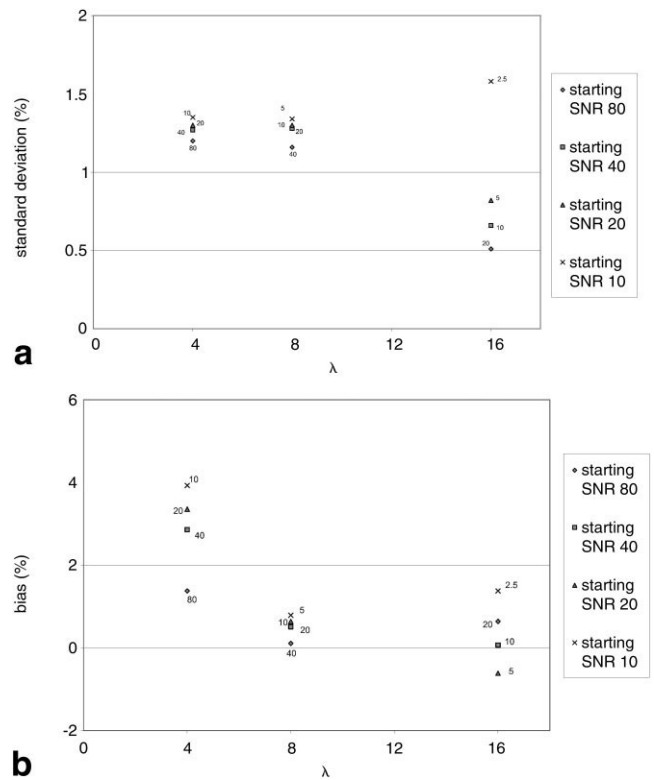 2
1.5
1
0.5
0
standard deviation (%)
10
20
40
80
5
10
20
40
2.5
5
10
20
0 4 8 12 16
λ
starting
SNR 80
starting
SNR 40
starting
SNR 20
starting
SNR 10
a
6
4
2
0
-2
bias (%)
10
20
40
80
5
10
20
40
2.5
20
10
5
0 4 8 12 16
λ
starting
SNR 80
starting
SNR 40
starting
SNR 20
starting
SNR 10
b